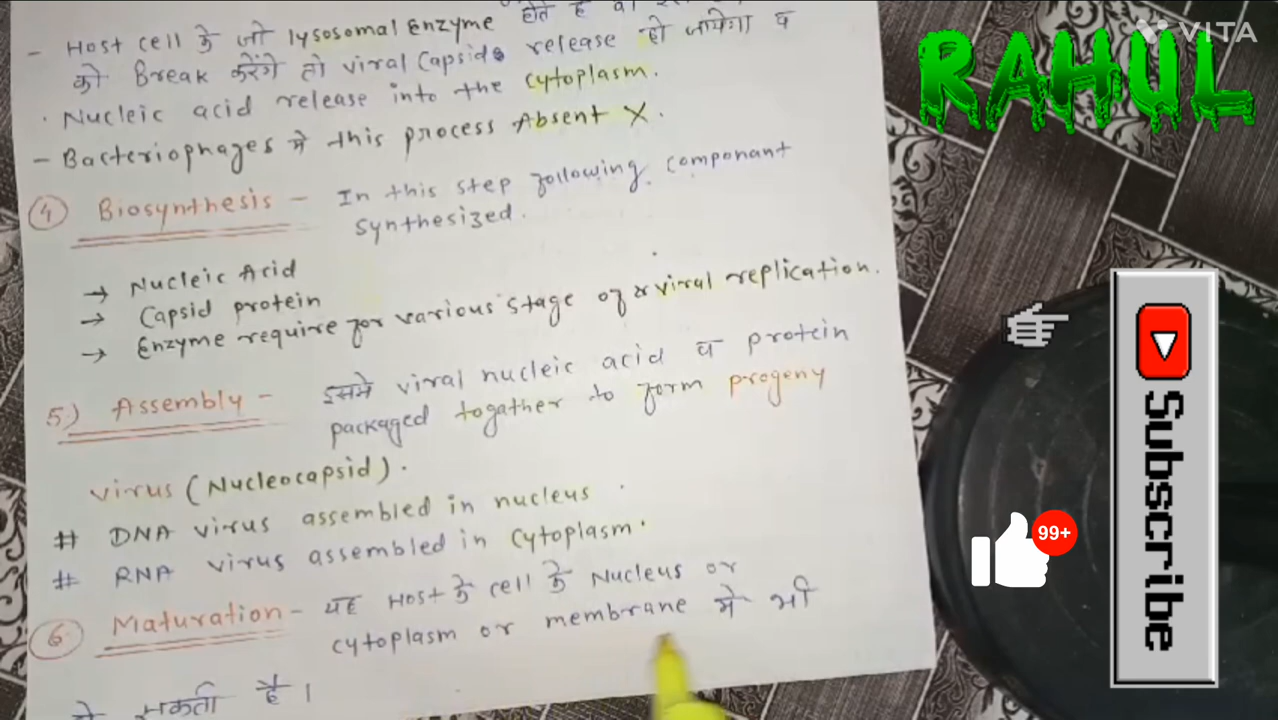 - Host cell के जो lysosomal Enzyme होते है वो
को Break करेंगे तो viral Capsids release हो जायेगा व
. Nucleic acid release into the cytoplasm.
- Bacteriophages मे this process Absent X.
④ Biosynthesis - In this step following component
synthesized.
→ Nucleic Acid
→ Capsid protein
→ Enzyme require for various stage of viral replication.
5.) Assembly - इसमे viral nucleic acid व protein
packaged togather to form progeny
virus (Nucleocapsid).
# DNA virus assembled in nucleus
# RNA virus assembled in cytoplasm.
⑥ Maturation - यह Host के cell के Nucleus or
cytoplasm or membrane मे भी
सकती है।
RAHUL
VITA
Subscribe
99+